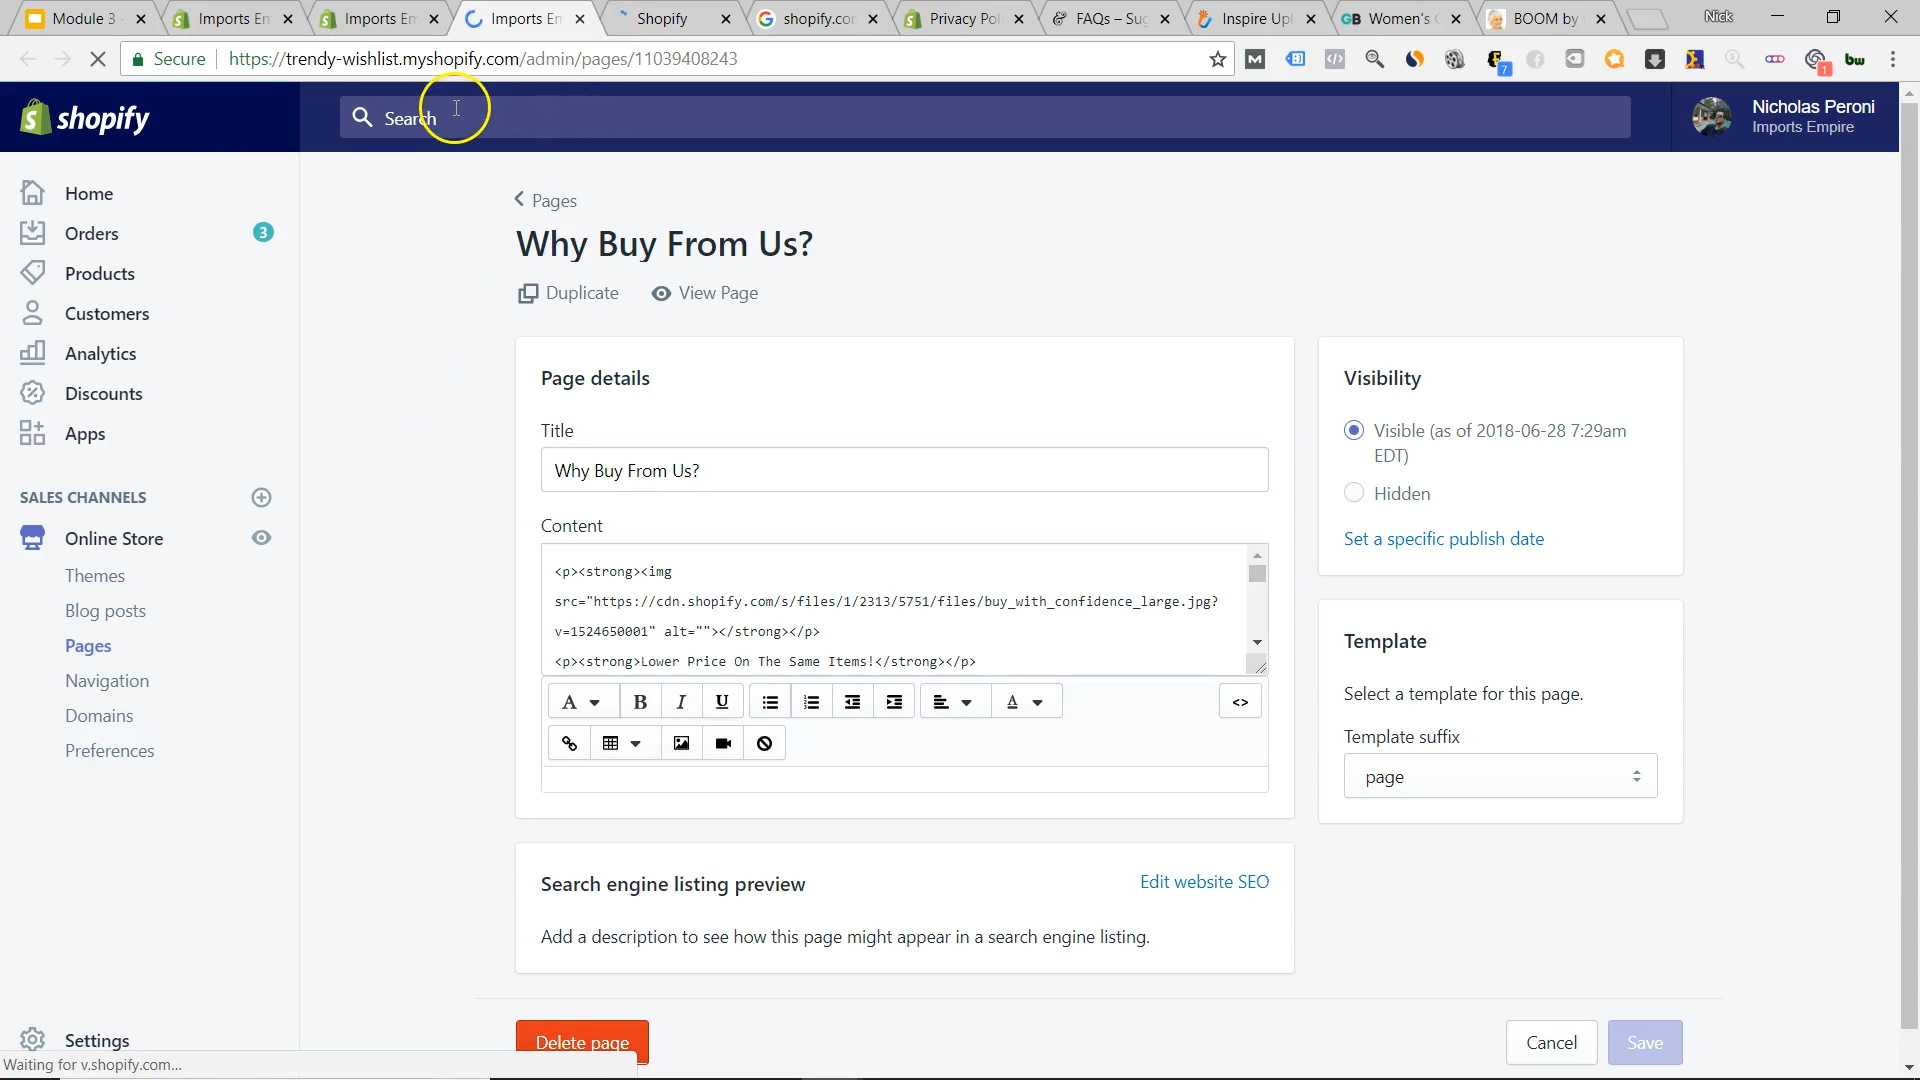 Module 3 -
Imports En
Imports En
Imports En
Shopify
shopify.cor
Privacy Pol
FAQs – Sug
Inspire Upl
Women's C
BOOM by
Nick
Secure
https://trendy-wishlist.myshopify.com/admin/pages/11039408243
7
1
bw
shopify
Search
Nicholas Peroni
Imports Empire
Home
Orders
3
Products
Customers
Analytics
Discounts
Apps
SALES CHANNELS
Online Store
Themes
Blog posts
Pages
Navigation
Domains
Preferences
Settings
Pages
Why Buy From Us?
Duplicate
View Page
Page details
Title
Why Buy From Us?
Content
<p><strong><img
src="https://cdn.shopify.com/s/files/1/2313/5751/files/buy_with_confidence_large.jpg?
v=1524650001" alt=""></strong></p>
<p><strong>Lower Price On The Same Items!</strong></p>
Search engine listing preview
Edit website SEO
Add a description to see how this page might appear in a search engine listing.
Visibility
Visible (as of 2018-06-28 7:29am
EDT)
Hidden
Set a specific publish date
Template
Select a template for this page.
Template suffix
page
Delete page
Cancel
Save
Waiting for v.shopify.com...